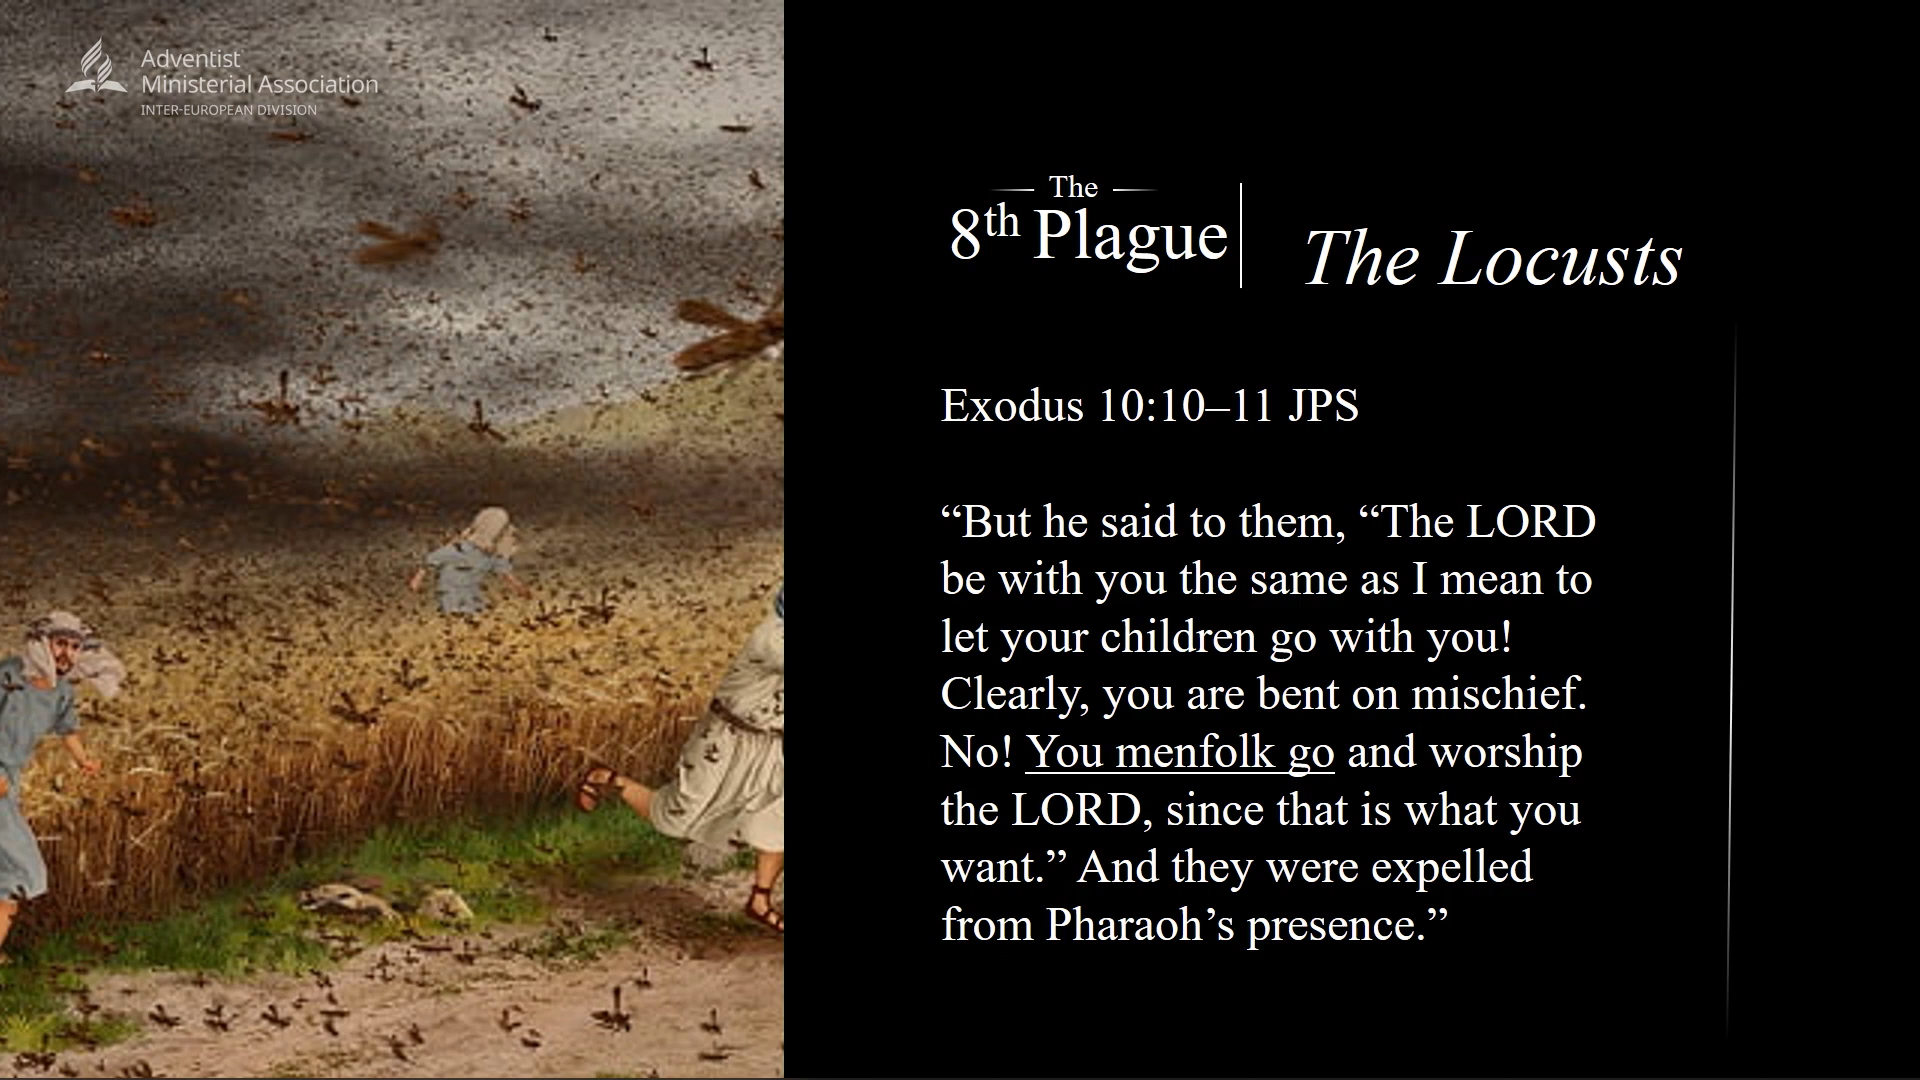 Adventist
Ministerial Association
INTER-EUROPEAN DIVISION
The
8th Plague
The Locusts
Exodus 10:10–11 JPS
“But he said to them, “The LORD
be with you the same as I mean to
let your children go with you!
Clearly, you are bent on mischief.
No! You menfolk go and worship
the LORD, since that is what you
want.” And they were expelled
from Pharaoh’s presence.”